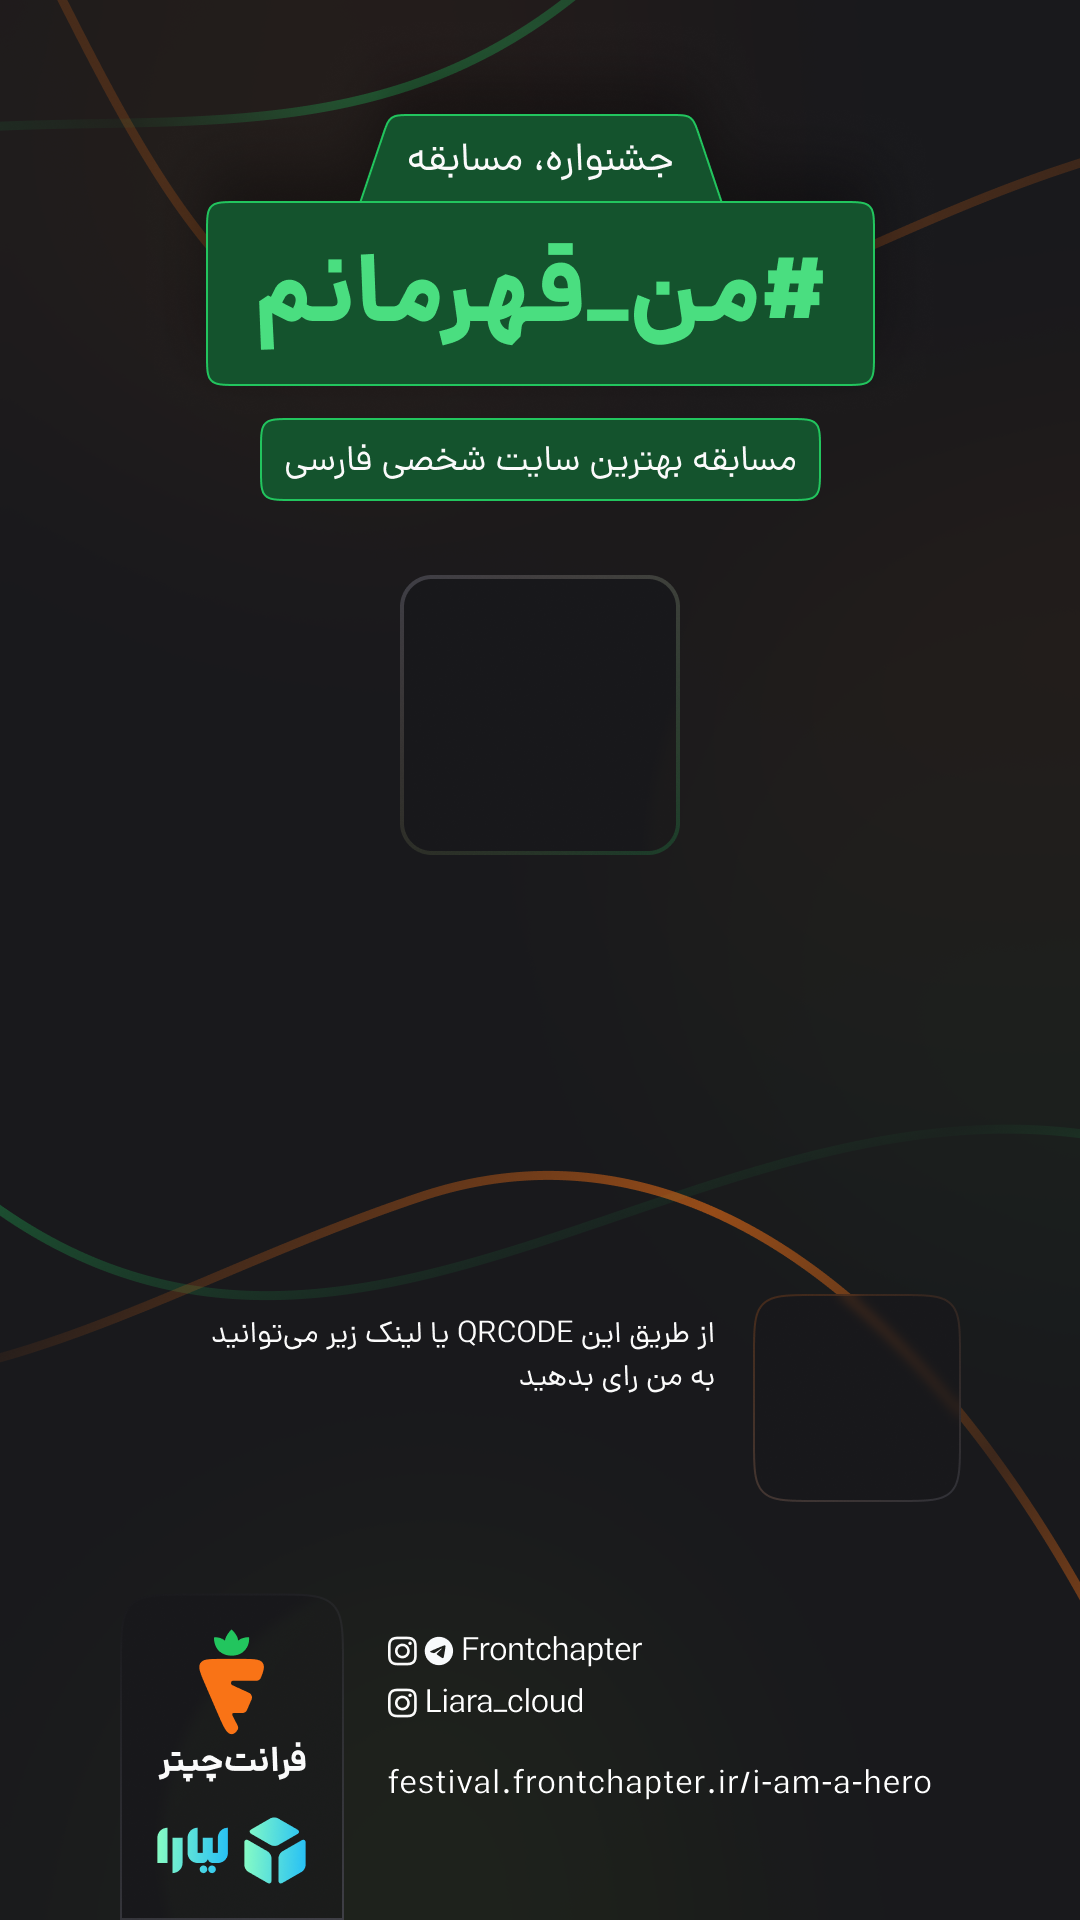 جشنواره، مسابقه
#من_قهرمانم
مسابقه بهترین سایت شخصی فارسی
از طریق این QRCODE یا لینک زیر می‌توانید
به من رای بدهید
Frontchapter
Liara_cloud
festival.frontchapter.ir/i-am-a-hero
فرانت‌چپتر
لیارا